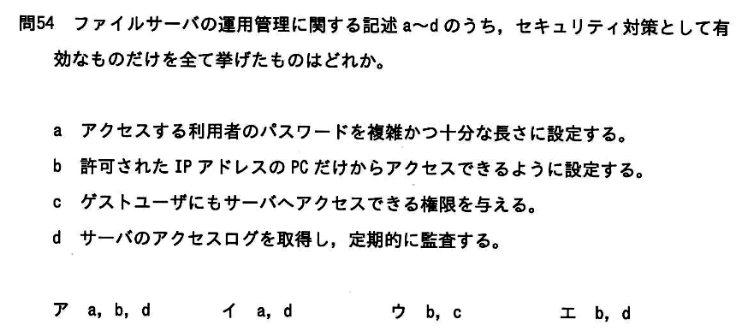 問54 ファイルサーバの運用管理に関する記述 a～d のうち，セキュリティ対策として有
効なものだけを全て挙げたものはどれか。
a アクセスする利用者のパスワードを複雑かつ十分な長さに設定する。
b 許可された IP アドレスの PC だけからアクセスできるように設定する。
c ゲストユーザにもサーバへアクセスできる権限を与える。
d サーバのアクセスログを取得し，定期的に監査する。
ア a，b，d イ a，d ウ b，c エ b，d